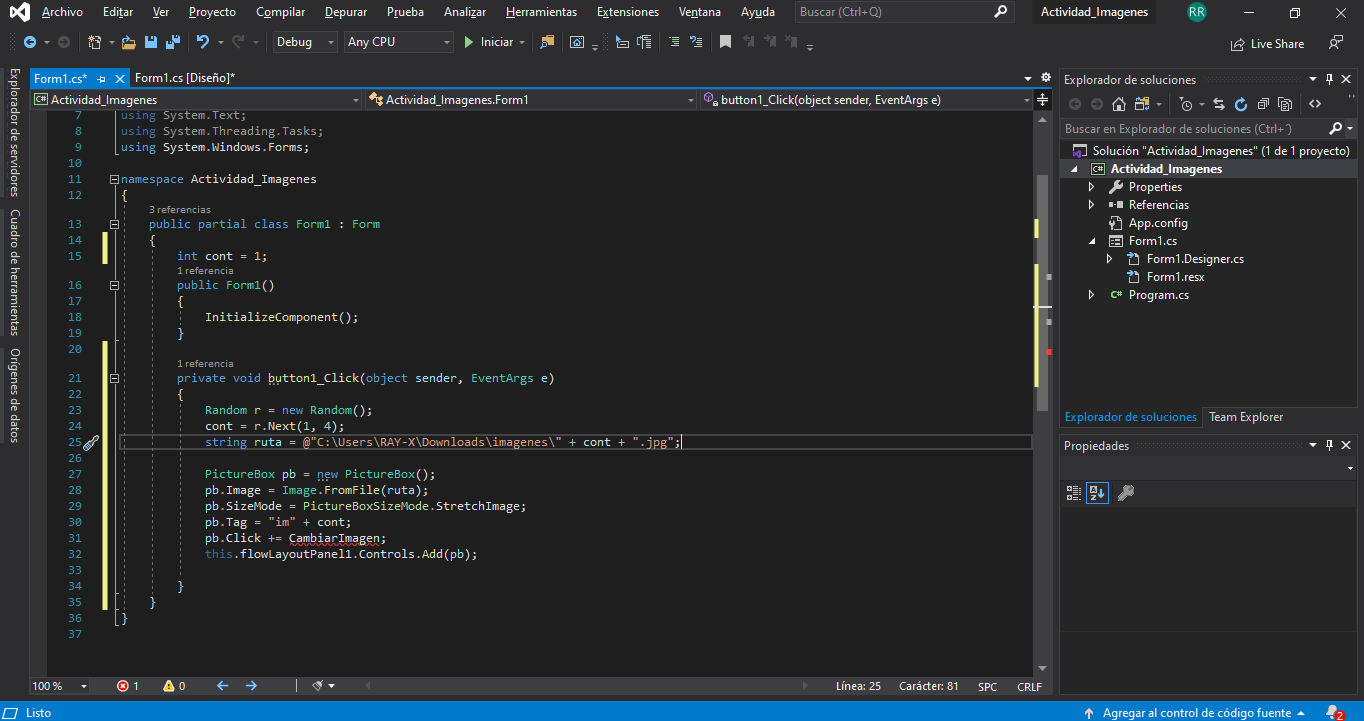 Archivo Editar Ver Proyecto Compilar Depurar Prueba Analizar Herramientas Extensiones Ventana Ayuda Buscar (Ctrl+Q) Actividad_Imagenes RR
Debug Any CPU Iniciar Live Share
Form1.cs* Form1.cs [Diseño]*
C# Actividad_Imagenes Actividad_Imagenes.Form1 button1_Click(object sender, EventArgs e)
Explorador de servidores
Cuadro de herramientas
Orígenes de datos
7 using System.Text;
8 using System.Threading.Tasks;
9 using System.Windows.Forms;
10
11 namespace Actividad_Imagenes
12 {
3 referencias
13 public partial class Form1 : Form
14 {
15 int cont = 1;
1 referencia
16 public Form1()
17 {
18 InitializeComponent();
19 }
20
1 referencia
21 private void button1_Click(object sender, EventArgs e)
22 {
23 Random r = new Random();
24 cont = r.Next(1, 4);
25 string ruta = @"C:\Users\RAY-X\Downloads\imagenes\" + cont + ".jpg";
26
27 PictureBox pb = new PictureBox();
28 pb.Image = Image.FromFile(ruta);
29 pb.SizeMode = PictureBoxSizeMode.StretchImage;
30 pb.Tag = "im" + cont;
31 pb.Click += CambiarImagen;
32 this.flowLayoutPanel1.Controls.Add(pb);
33
34 }
35 }
36 }
37
100 % 1 0 Línea: 25 Carácter: 81 SPC CRLF
Explorador de soluciones
Buscar en Explorador de soluciones (Ctrl+´)
Solución "Actividad_Imagenes" (1 de 1 proyecto)
C# Actividad_Imagenes
Properties
Referencias
App.config
Form1.cs
Form1.Designer.cs
Form1.resx
C# Program.cs
Explorador de soluciones Team Explorer
Propiedades
Listo Agregar al control de código fuente 2